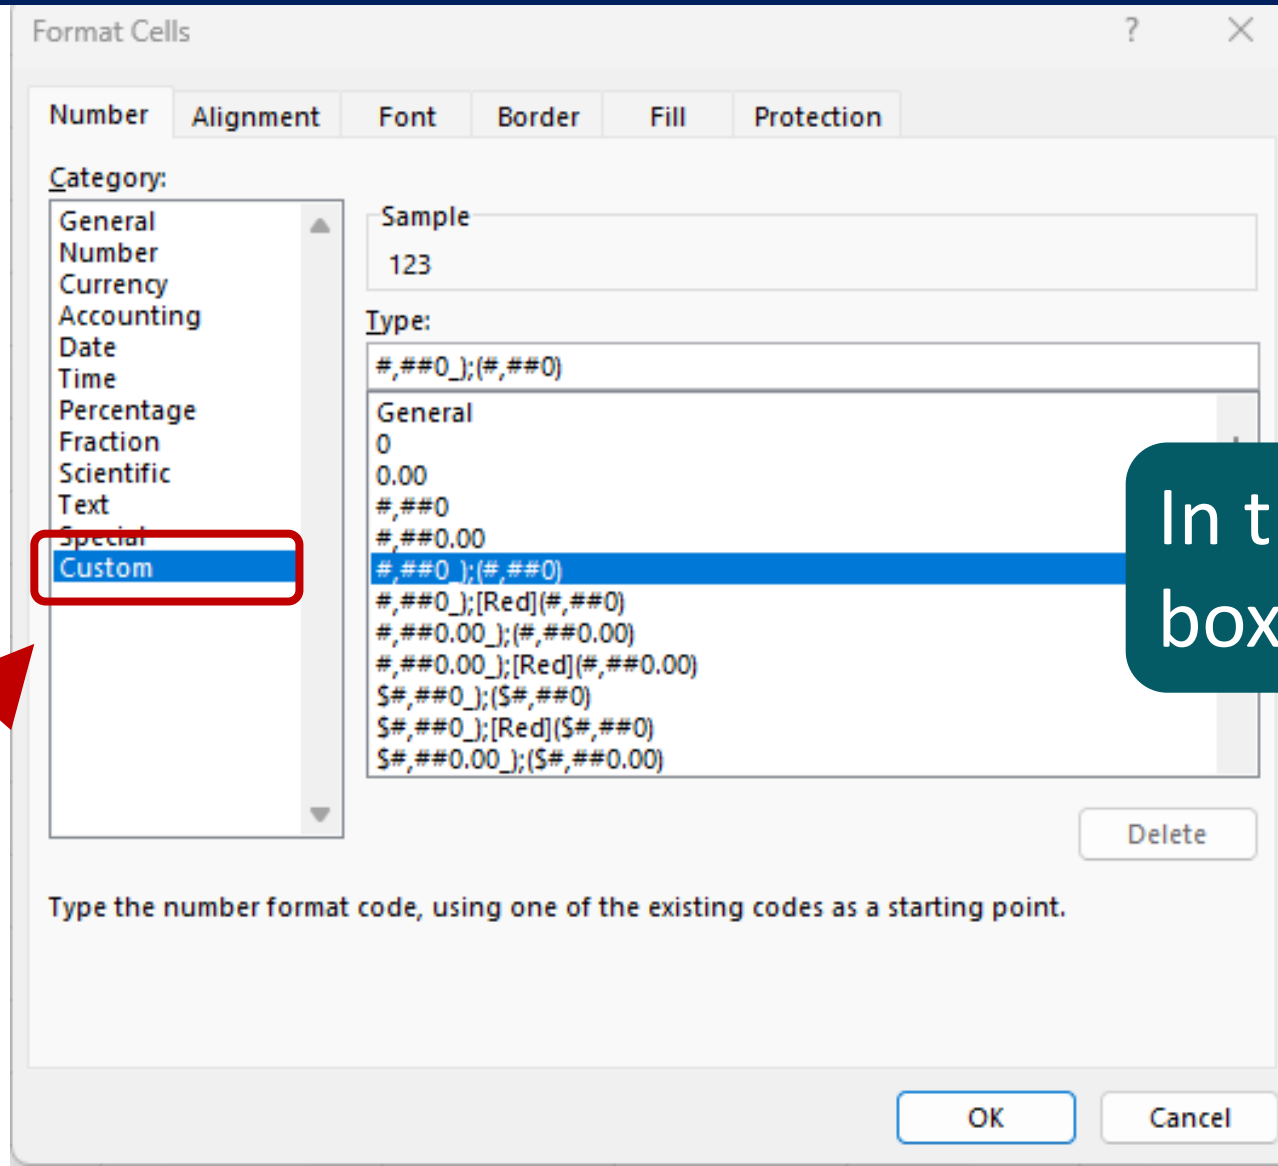 Format Cells ?
Number Alignment Font Border Fill Protection
Category:
General
Number
Currency
Accounting
Date
Time
Percentage
Fraction
Scientific
Text
Special
Custom
Sample
123
Type:
#,##0_);(#,##0)
General
0
0.00
#,##0
#,##0.00
#,##0_);(#,##0)
#,##0_);[Red](#,##0)
#,##0.00_);(#,##0.00)
#,##0.00_);[Red](#,##0.00)
$#,##0_);($#,##0)
$#,##0_);[Red]($#,##0)
$#,##0.00_);($#,##0.00)
In t
box
Delete
Type the number format code, using one of the existing codes as a starting point.
OK Cancel